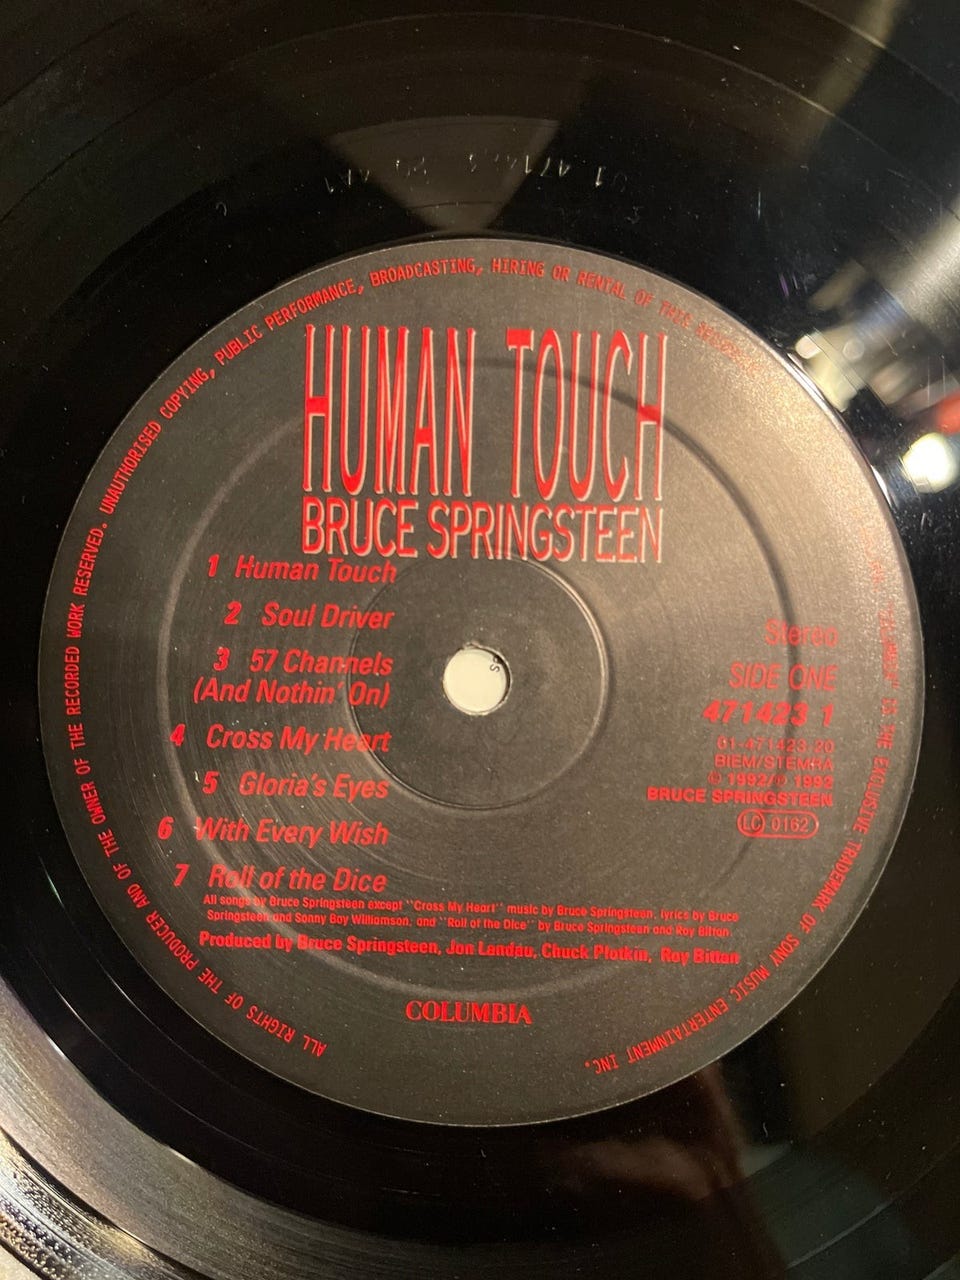 HUMAN TOUCH
BRUCE SPRINGSTEEN
1 Human Touch
2 Soul Driver
3 57 Channels
(And Nothin' On)
4 Cross My Heart
5 Gloria's Eyes
6 With Every Wish
7 Roll of the Dice
Stereo
SIDE ONE
471423 1
01-471423-20
BIEM/STEMRA
© 1992/℗ 1992
BRUCE SPRINGSTEEN
LC 0162
All songs by Bruce Springsteen except "Cross My Heart" music by Bruce Springsteen, lyrics by Bruce
Springsteen and Sonny Boy Williamson, and "Roll of the Dice" by Bruce Springsteen and Roy Bittan.
Produced by Bruce Springsteen, Jon Landau, Chuck Plotkin, Roy Bittan
COLUMBIA
ALL RIGHTS OF THE PRODUCER AND OF THE OWNER OF THE RECORDED WORK RESERVED. UNAUTHORISED COPYING, PUBLIC PERFORMANCE, BROADCASTING, HIRING OR RENTAL OF THIS IS THE EXCLUSIVE TRADEMARK OF SONY MUSIC ENTERTAINMENT INC.